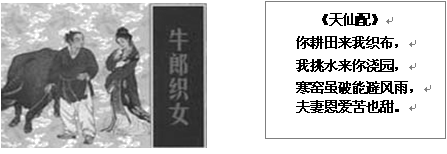 牛郎织女
《天仙配》
你耕田来我织布，
我挑水来你浇园，
寒窑虽破能避风雨，
夫妻恩爱苦也甜。